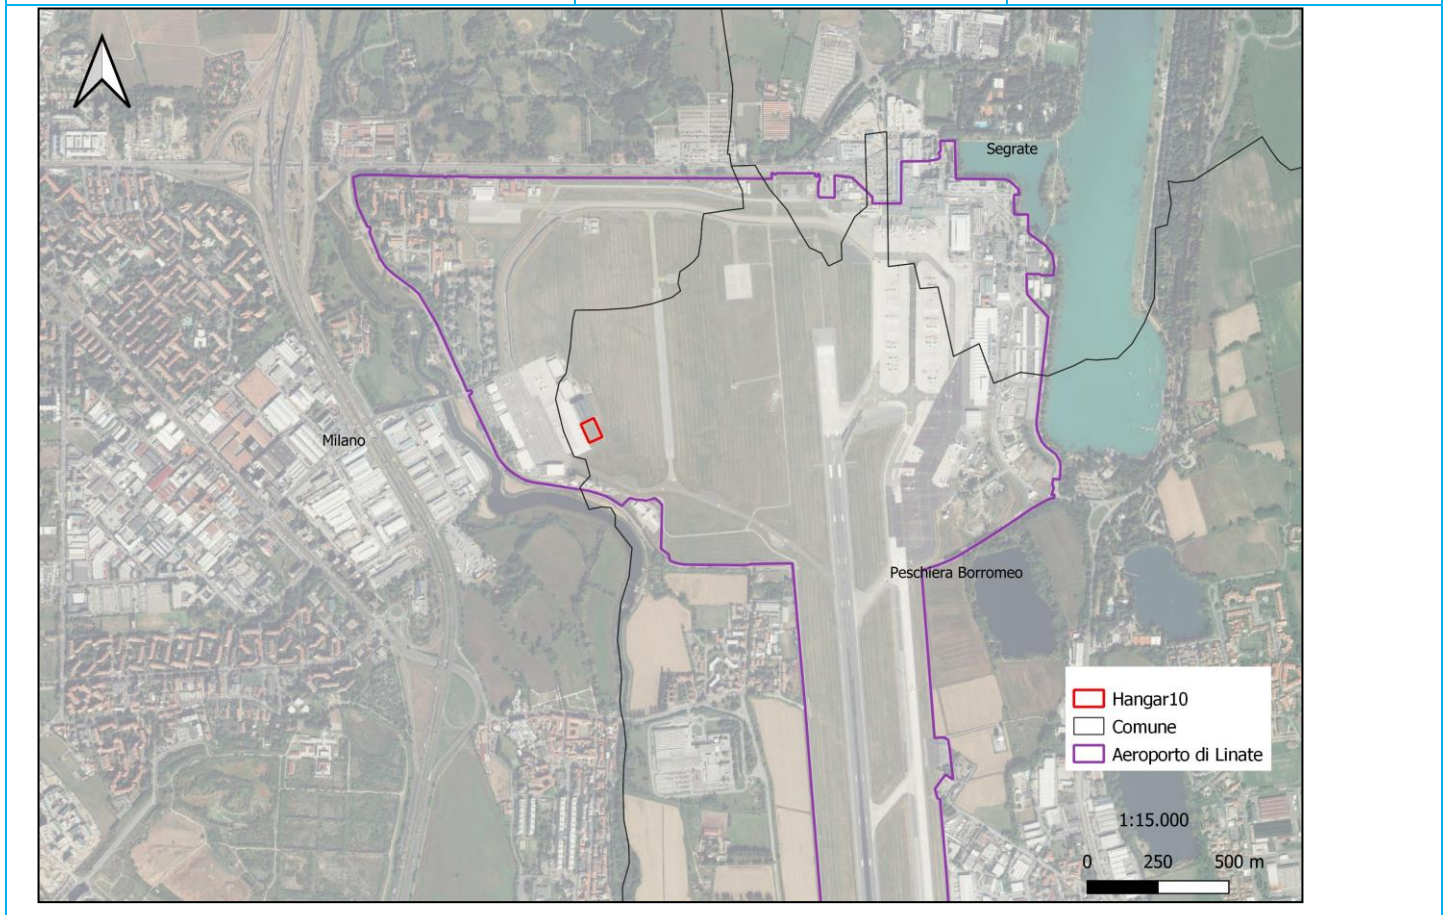 Segrate
Milano
Peschiera Borromeo
Hangar10
Comune
Aeroporto di Linate
1:15.000
0 250 500 m